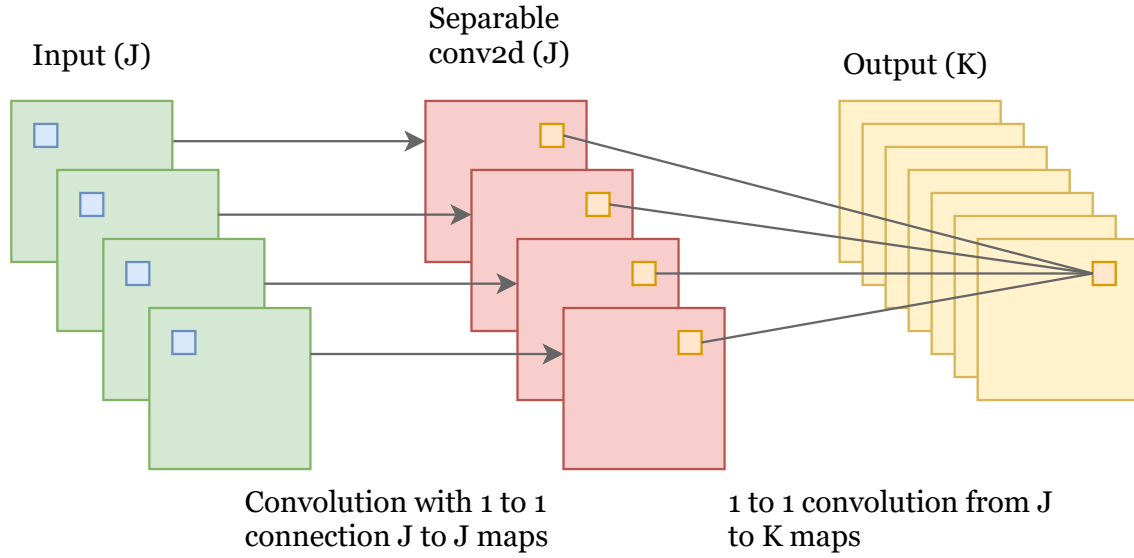 Input (J)
Separable
conv2d (J)
Output (K)
Convolution with 1 to 1
connection J to J maps
1 to 1 convolution from J
to K maps